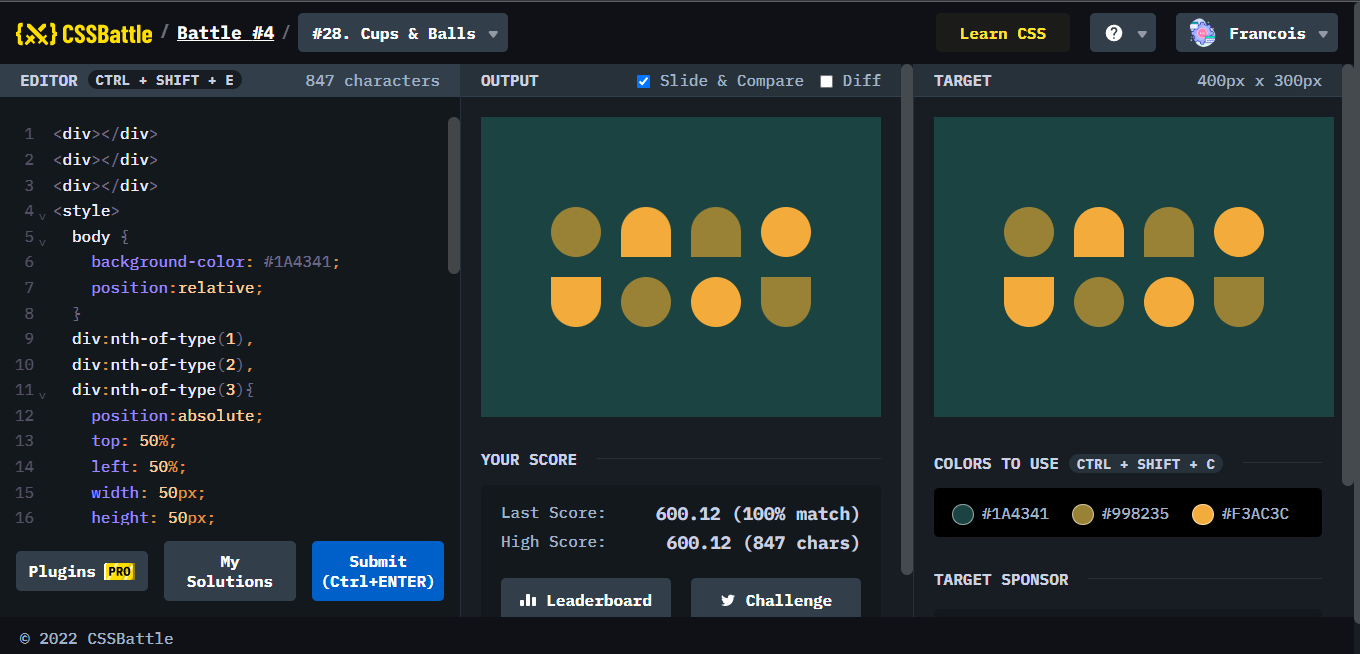 {X} CSSBattle / Battle #4 / #28. Cups & Balls
Learn CSS
?
Francois
EDITOR CTRL + SHIFT + E 847 characters
1 <div></div>
2 <div></div>
3 <div></div>
4 <style>
5 body {
6 background-color: #1A4341;
7 position:relative;
8 }
9 div:nth-of-type(1),
10 div:nth-of-type(2),
11 div:nth-of-type(3){
12 position:absolute;
13 top: 50%;
14 left: 50%;
15 width: 50px;
16 height: 50px;
Plugins PRO
My Solutions
Submit (Ctrl+ENTER)
OUTPUT Slide & Compare Diff
YOUR SCORE
Last Score: 600.12 (100% match)
High Score: 600.12 (847 chars)
Leaderboard
Challenge
TARGET 400px x 300px
COLORS TO USE CTRL + SHIFT + C
#1A4341 #998235 #F3AC3C
TARGET SPONSOR
© 2022 CSSBattle